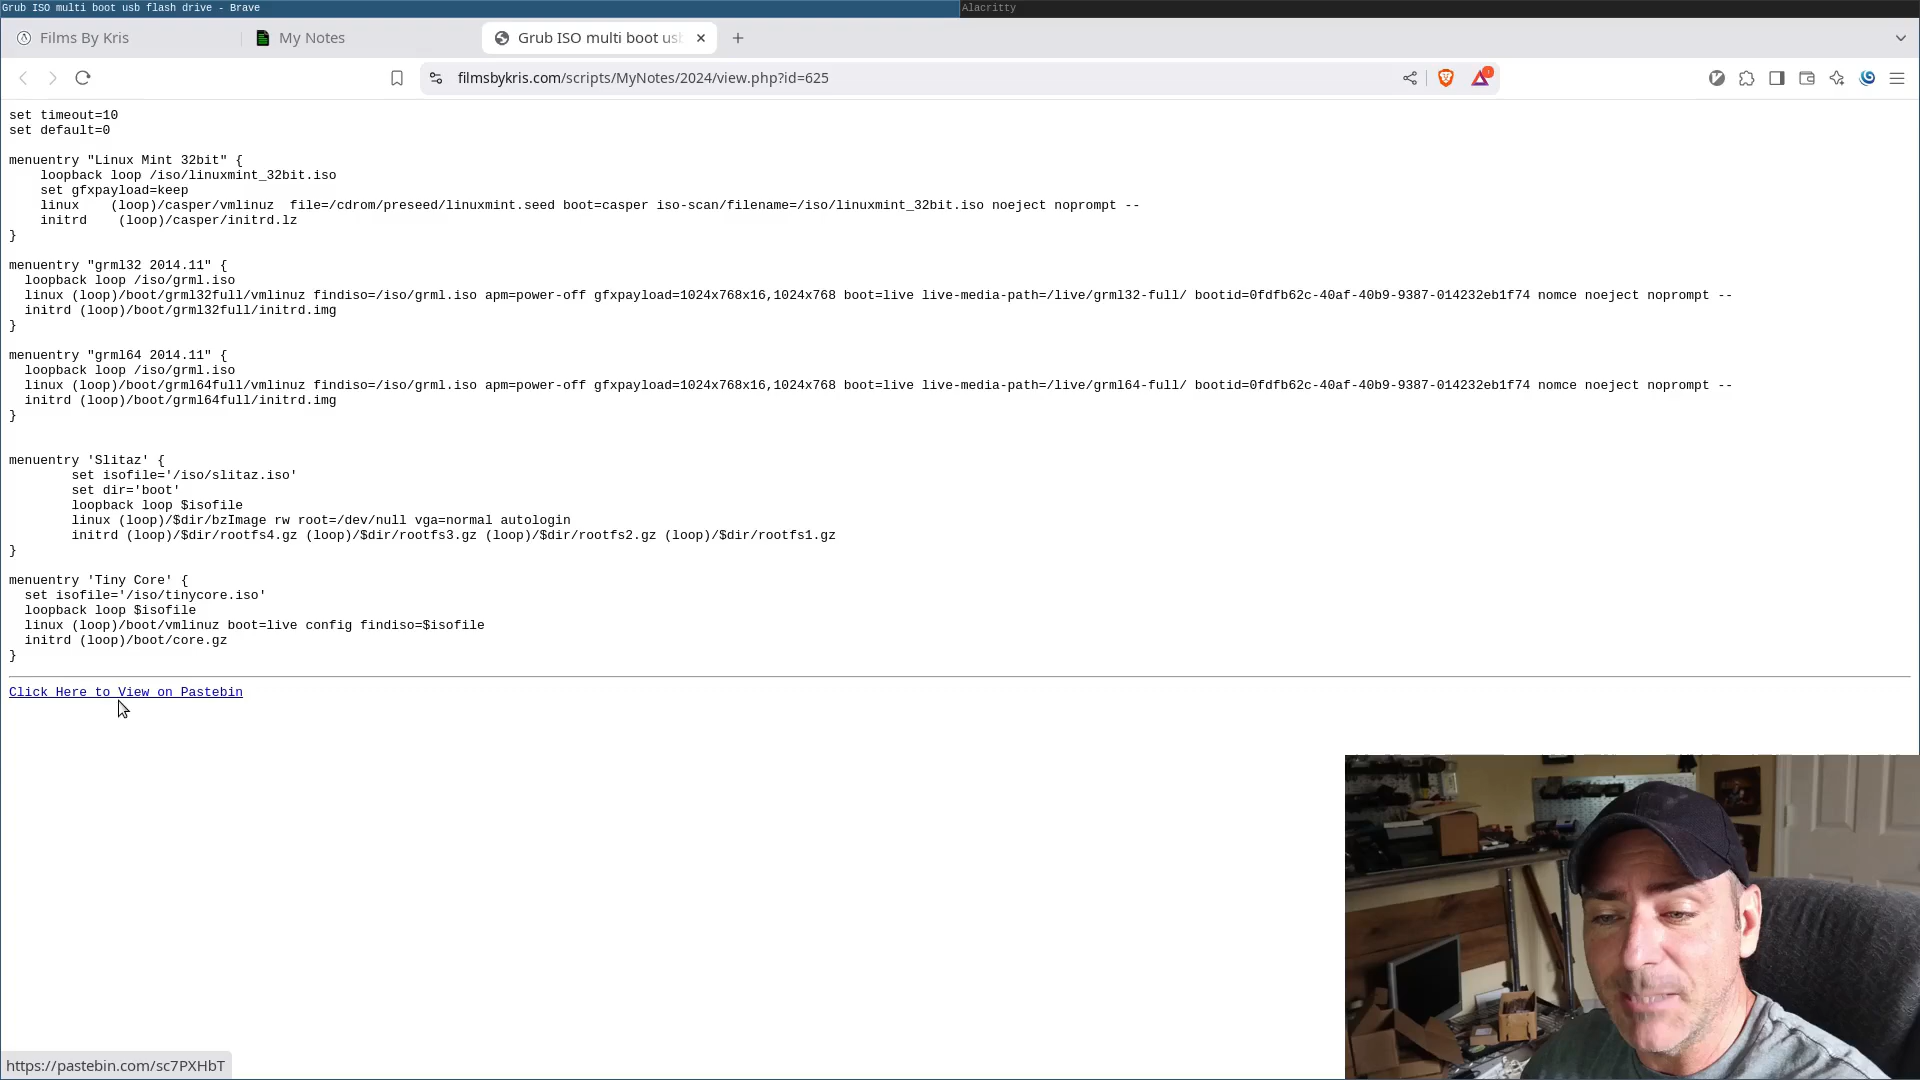 Grub ISO multi boot usb flash drive - Brave
Alacritty
Films By Kris
My Notes
Grub ISO multi boot us
filmsbykris.com/scripts/MyNotes/2024/view.php?id=625
set timeout=10
set default=0
menuentry "Linux Mint 32bit" {
loopback loop /iso/linuxmint_32bit.iso
set gfxpayload=keep
linux (loop)/casper/vmlinuz file=/cdrom/preseed/linuxmint.seed boot=casper iso-scan/filename=/iso/linuxmint_32bit.iso noeject noprompt --
initrd (loop)/casper/initrd.lz
}
menuentry "grml32 2014.11" {
loopback loop /iso/grml.iso
linux (loop)/boot/grml32full/vmlinuz findiso=/iso/grml.iso apm=power-off gfxpayload=1024x768x16,1024x768 boot=live live-media-path=/live/grml32-full/ bootid=0fdfb62c-40af-40b9-9387-014232eb1f74 nomce noeject noprompt --
initrd (loop)/boot/grml32full/initrd.img
}
menuentry "grml64 2014.11" {
loopback loop /iso/grml.iso
linux (loop)/boot/grml64full/vmlinuz findiso=/iso/grml.iso apm=power-off gfxpayload=1024x768x16,1024x768 boot=live live-media-path=/live/grml64-full/ bootid=0fdfb62c-40af-40b9-9387-014232eb1f74 nomce noeject noprompt --
initrd (loop)/boot/grml64full/initrd.img
}
menuentry 'Slitaz' {
set isofile='/iso/slitaz.iso'
set dir='boot'
loopback loop $isofile
linux (loop)/$dir/bzImage rw root=/dev/null vga=normal autologin
initrd (loop)/$dir/rootfs4.gz (loop)/$dir/rootfs3.gz (loop)/$dir/rootfs2.gz (loop)/$dir/rootfs1.gz
}
menuentry 'Tiny Core' {
set isofile='/iso/tinycore.iso'
loopback loop $isofile
linux (loop)/boot/vmlinuz boot=live config findiso=$isofile
initrd (loop)/boot/core.gz
}
Click Here to View on Pastebin
https://pastebin.com/sc7PXHbT